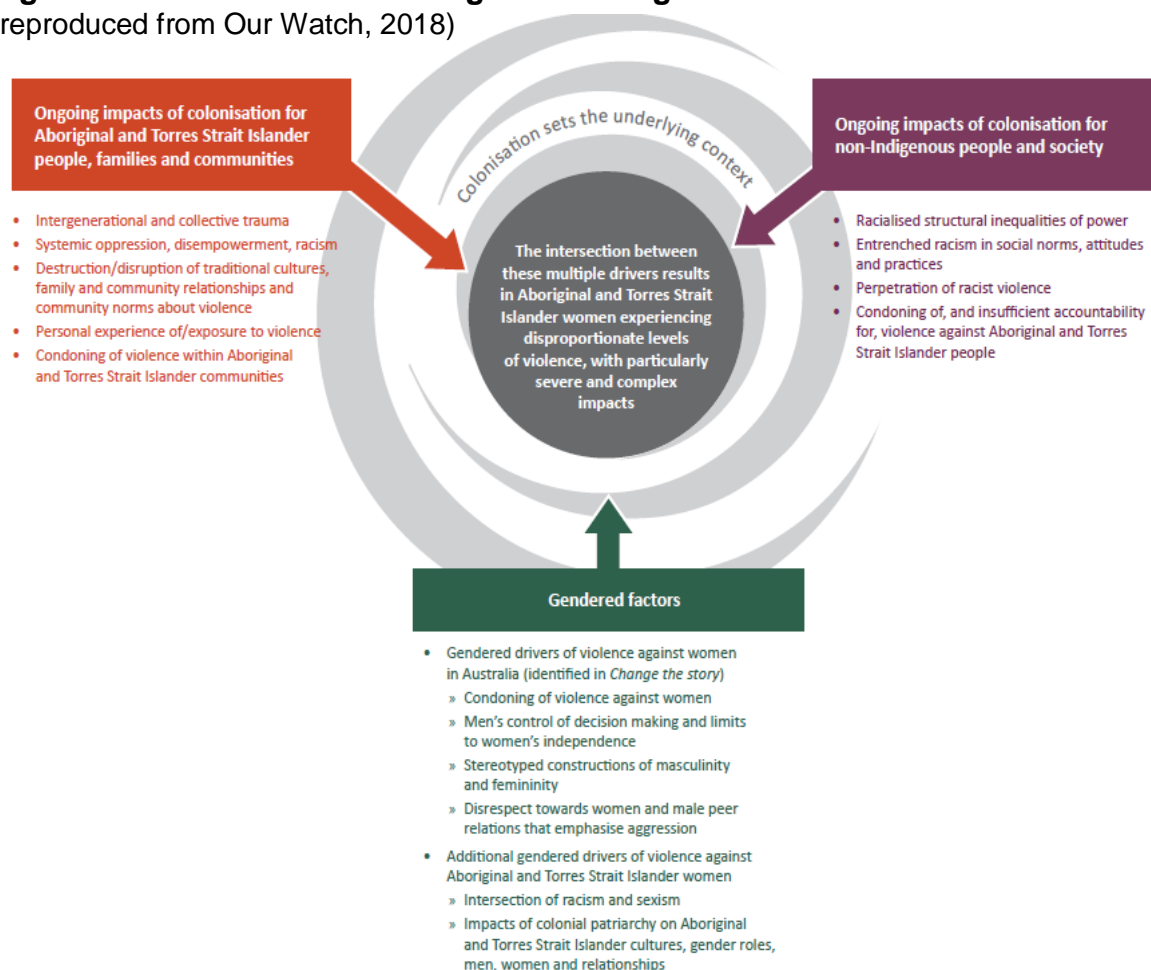 reproduced from Our Watch, 2018)
Ongoing impacts of colonisation for
Aboriginal and Torres Strait Islander
people, families and communities
• Intergenerational and collective trauma
• Systemic oppression, disempowerment, racism
• Destruction/disruption of traditional cultures,
family and community relationships and
community norms about violence
• Personal experience of/exposure to violence
• Condoning of violence within Aboriginal
and Torres Strait Islander communities
Colonisation sets the underlying context
The intersection between
these multiple drivers results
in Aboriginal and Torres Strait
Islander women experiencing
disproportionate levels
of violence, with particularly
severe and complex
impacts
Ongoing impacts of colonisation for
non-Indigenous people and society
• Racialised structural inequalities of power
• Entrenched racism in social norms, attitudes
and practices
• Perpetration of racist violence
• Condoning of, and insufficient accountability
for, violence against Aboriginal and Torres
Strait Islander people
Gendered factors
• Gendered drivers of violence against women
in Australia (identified in Change the story)
» Condoning of violence against women
» Men's control of decision making and limits
to women's independence
» Stereotyped constructions of masculinity
and femininity
» Disrespect towards women and male peer
relations that emphasise aggression
• Additional gendered drivers of violence against
Aboriginal and Torres Strait Islander women
» Intersection of racism and sexism
» Impacts of colonial patriarchy on Aboriginal
and Torres Strait Islander cultures, gender roles,
men, women and relationships